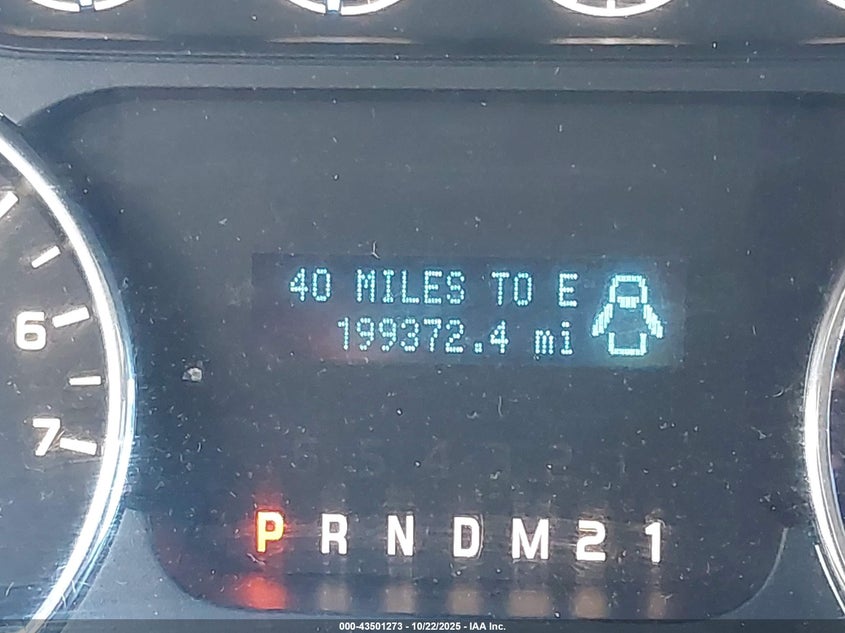 40 MILES TO E
199372.4 mi
6
7
P R N D M 2 1
000-43501273 - 10/22/2025 - IAA Inc.